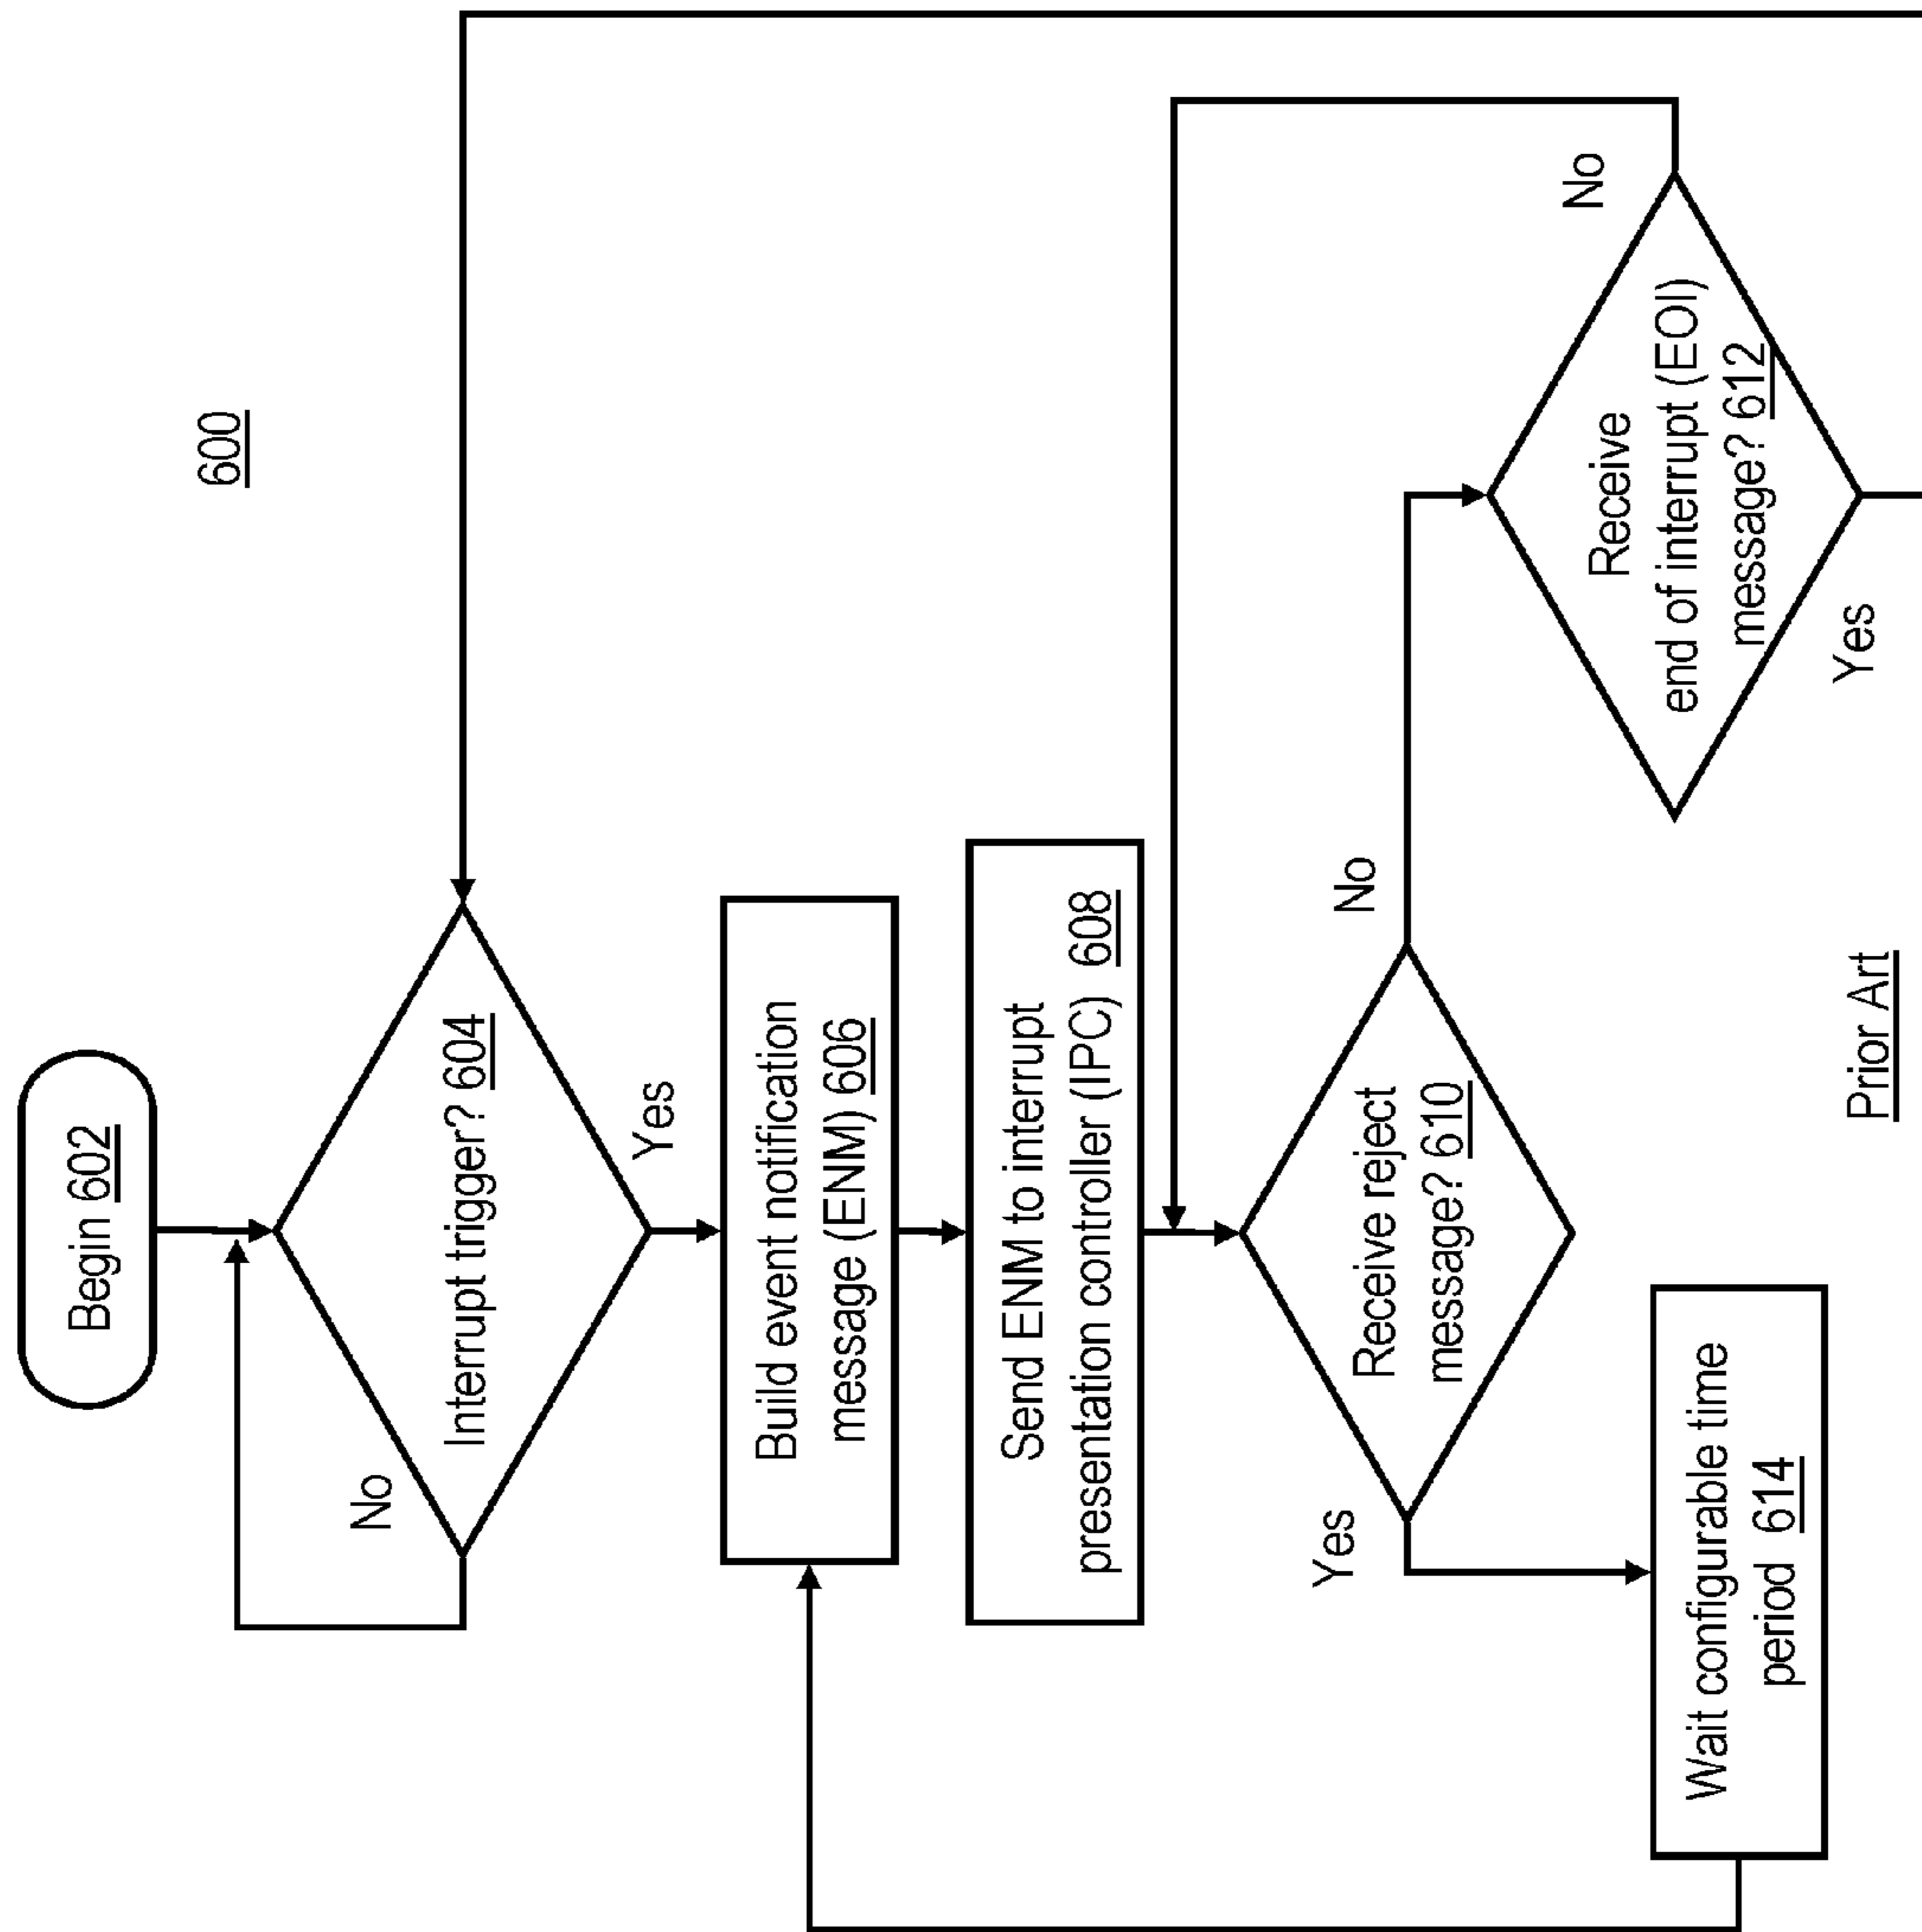 600
Begin 602
Interrupt trigger? 604
No
Yes
Build event notification
message (ENM) 606
Send ENM to interrupt
presentation controller (IPC) 608
Receive reject
message? 610
Yes
No
Receive
end of interrupt (EOI)
message? 612
No
Yes
Wait configurable time
period 614
Prior Art